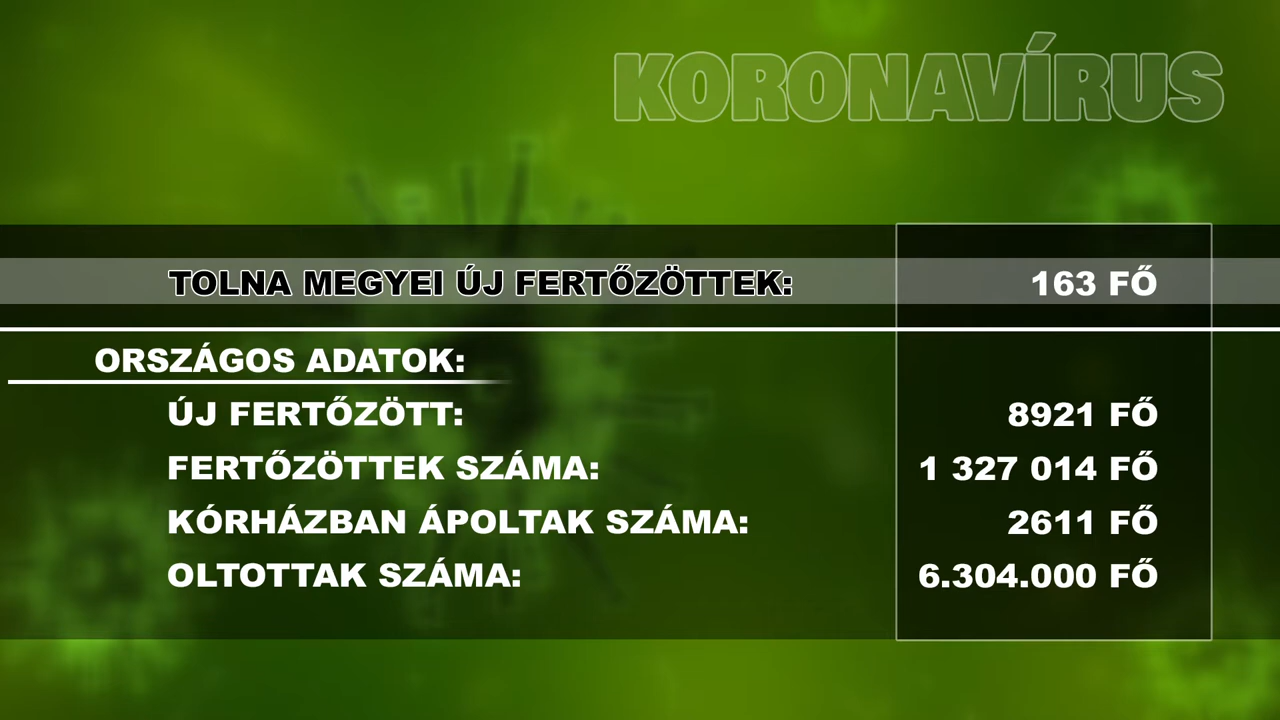 KORONAVÍRUS
TOLNA MEGYEI ÚJ FERTŐZÖTTEK: 163 FŐ
ORSZÁGOS ADATOK:
ÚJ FERTŐZÖTT: 8921 FŐ
FERTŐZÖTTEK SZÁMA: 1 327 014 FŐ
KÓRHÁZBAN ÁPOLTAK SZÁMA: 2611 FŐ
OLTOTTAK SZÁMA: 6.304.000 FŐ